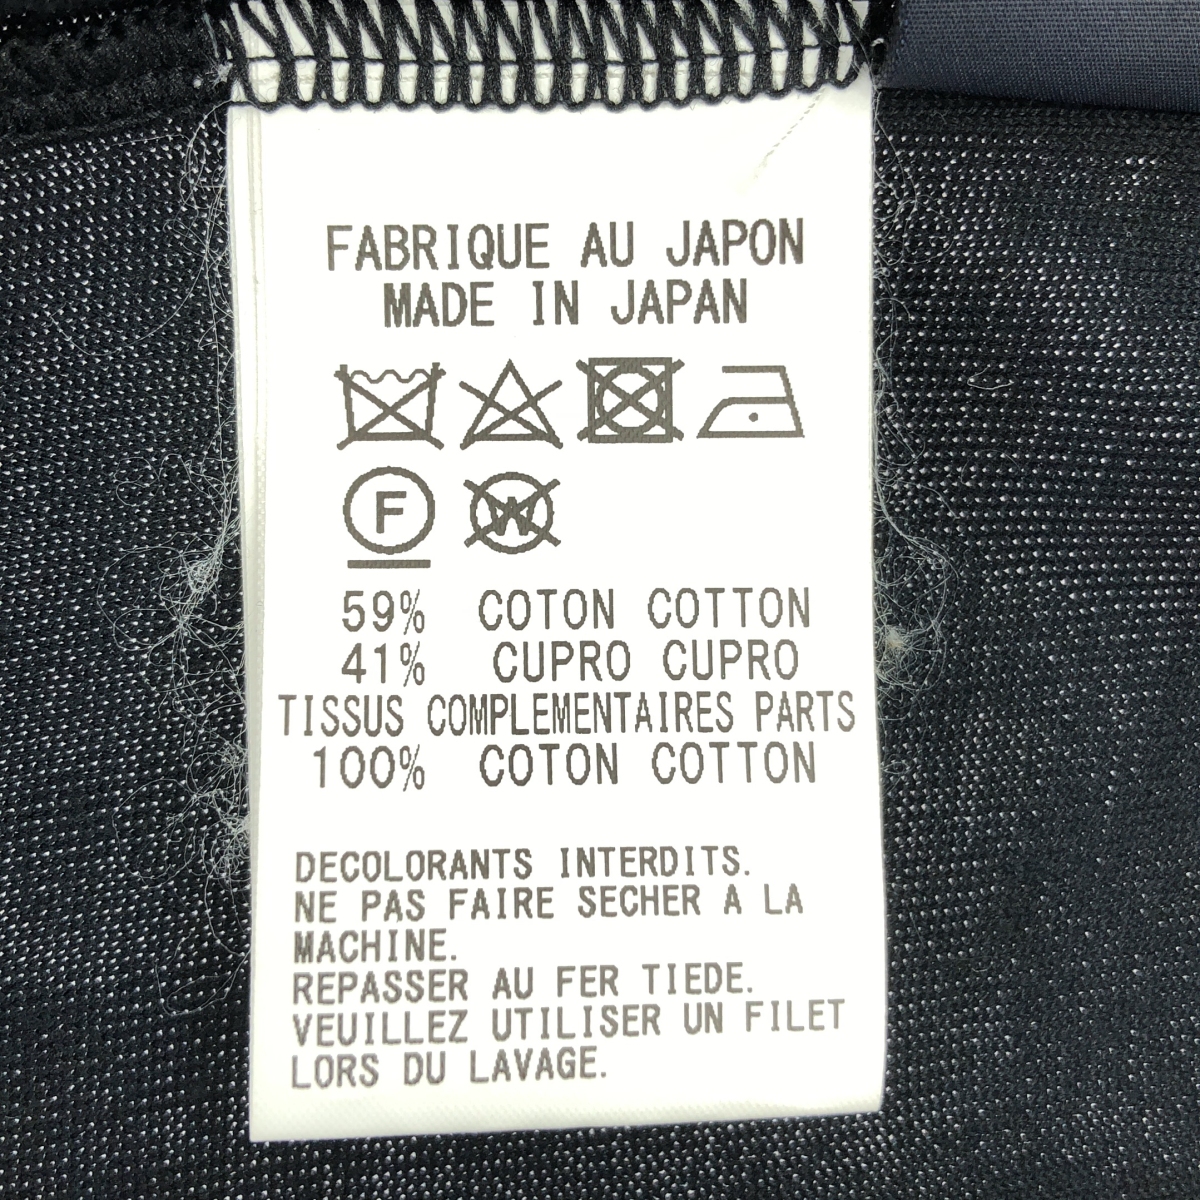 FABRIQUE AU JAPON
MADE IN JAPAN
F W
59% COTON COTTON
41% CUPRO CUPRO
TISSUS COMPLEMENTAIRES PARTS
100% COTON COTTON
DECOLORANTS INTERDITS.
NE PAS FAIRE SECHER A LA
MACHINE.
REPASSER AU FER TIEDE.
VEUILLEZ UTILISER UN FILET
LORS DU LAVAGE.